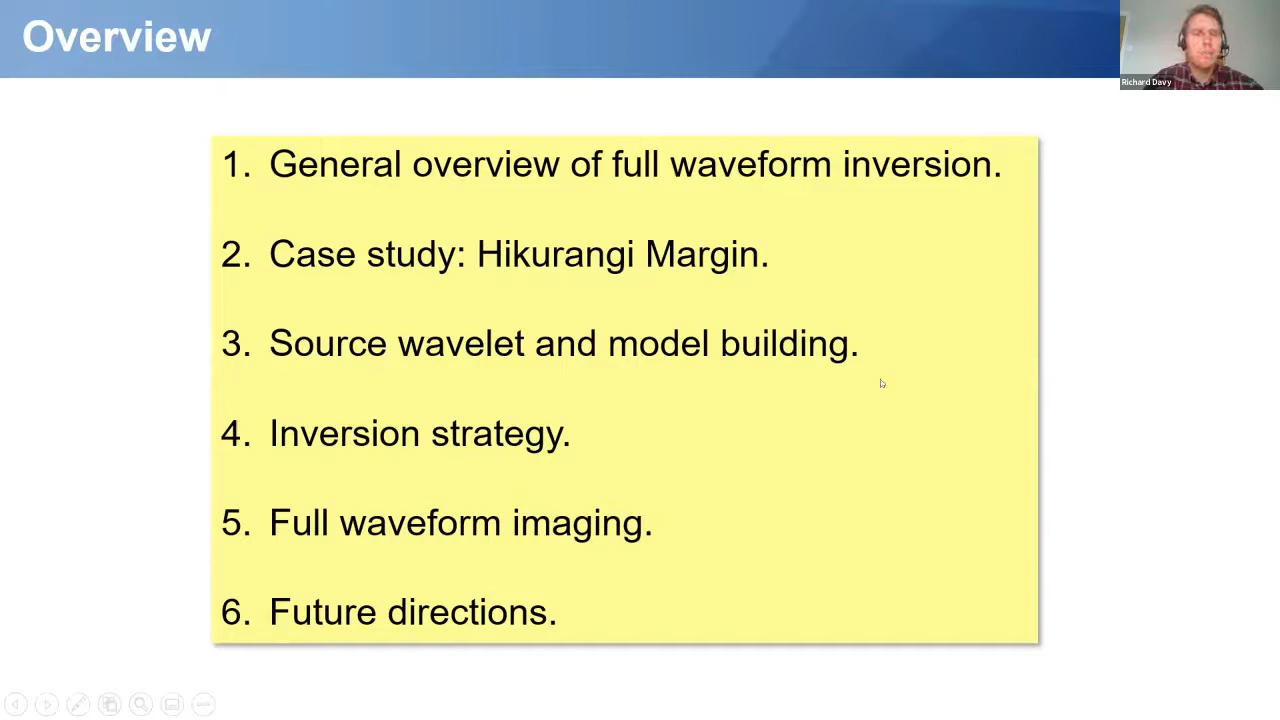 Overview
Richard Davy
1. General overview of full waveform inversion.
2. Case study: Hikurangi Margin.
3. Source wavelet and model building.
4. Inversion strategy.
5. Full waveform imaging.
6. Future directions.